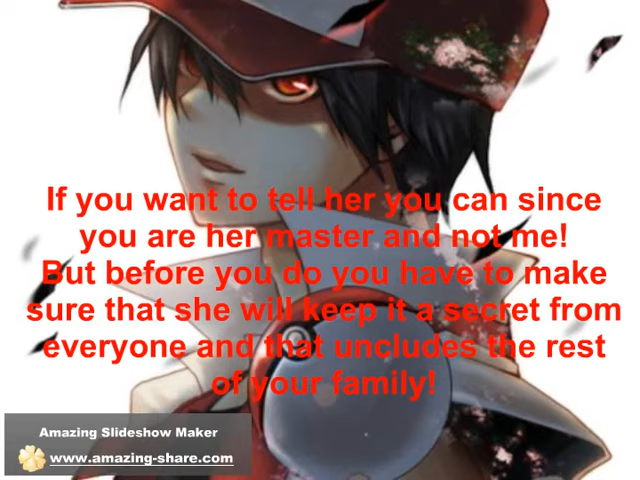 If you want to tell her you can since
you are her master and not me!
But before you do you have to make
sure that she will keep it a secret from
everyone and that uncludes the rest
of your family!
Amazing Slideshow Maker
www.amazing-share.com